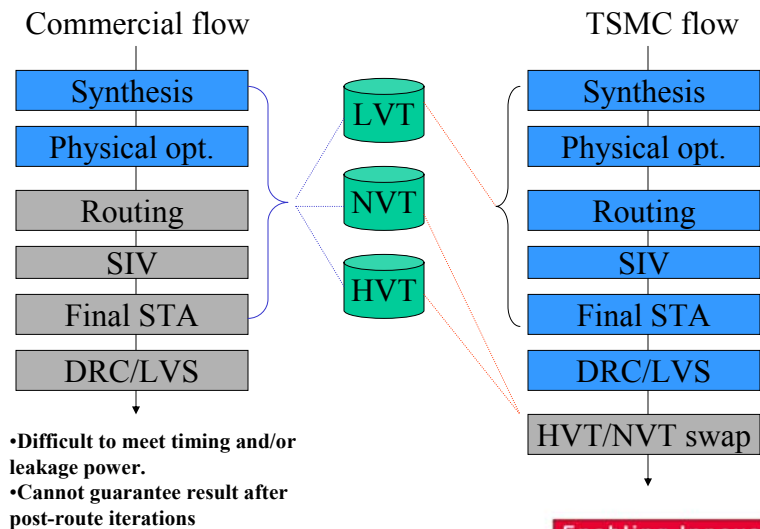 Commercial flow
TSMC flow
Synthesis
Physical opt.
Routing
SIV
Final STA
DRC/LVS
LVT
NVT
HVT
Synthesis
Physical opt.
Routing
SIV
Final STA
DRC/LVS
HVT/NVT swap
•Difficult to meet timing and/or
leakage power.
•Cannot guarantee result after
post-route iterations